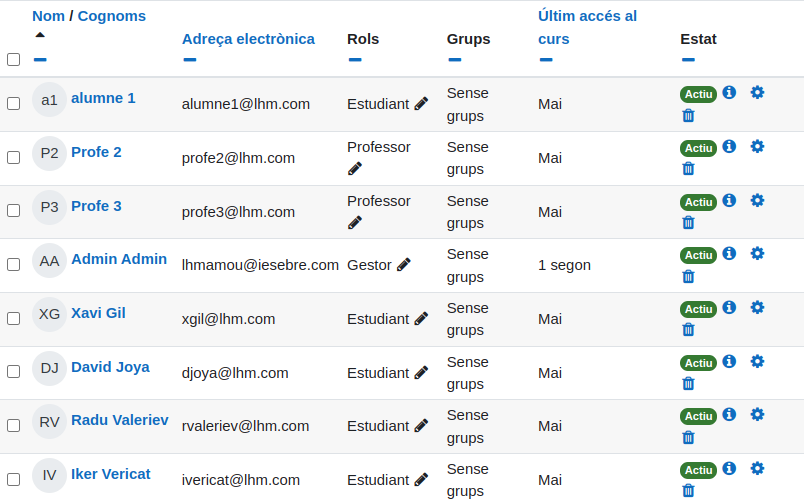 Nom / Cognoms
Adreça electrònica
Rols
Grups
Últim accés al
curs
Estat
a1 alumne 1 alumne1@lhm.com Estudiant Sense
grups Mai Actiu
P2 Profe 2 profe2@lhm.com Professor Sense
grups Mai Actiu
P3 Profe 3 profe3@lhm.com Professor Sense
grups Mai Actiu
AA Admin Admin lhmamou@iesebre.com Gestor Sense
grups 1 segon Actiu
XG Xavi Gil xgil@lhm.com Estudiant Sense
grups Mai Actiu
DJ David Joya djoya@lhm.com Estudiant Sense
grups Mai Actiu
RV Radu Valeriev rvaleriev@lhm.com Estudiant Sense
grups Mai Actiu
IV Iker Vericat ivericat@lhm.com Estudiant Sense
grups Mai Actiu